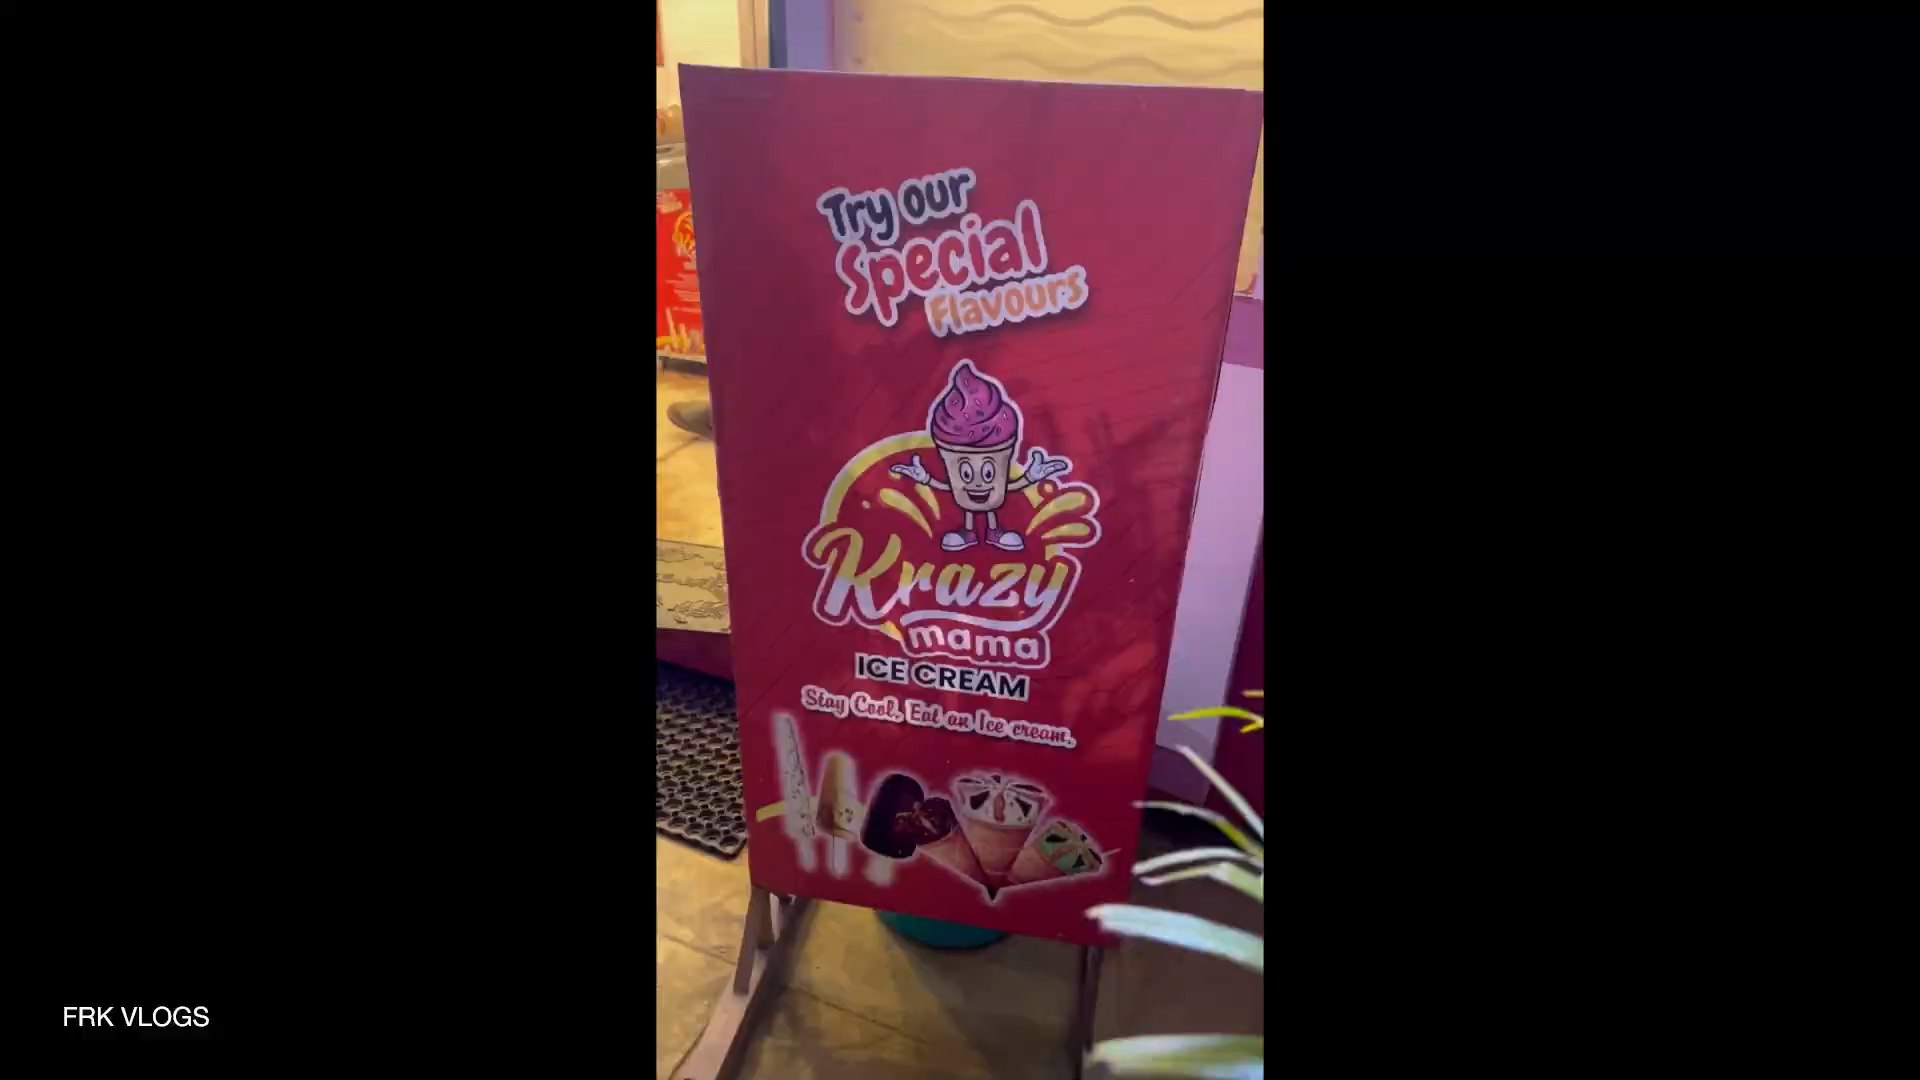 Try our
Special
Flavours
Krazy
mama
ICE CREAM
Stay Cool, Eat an Ice cream.
FRK VLOGS